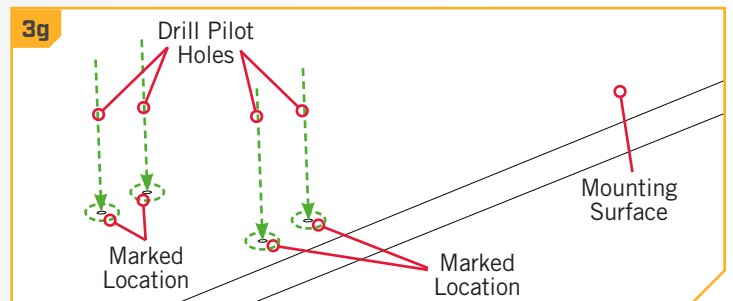 3g
Drill Pilot
Holes
Mounting
Surface
Marked
Location
Marked
Location